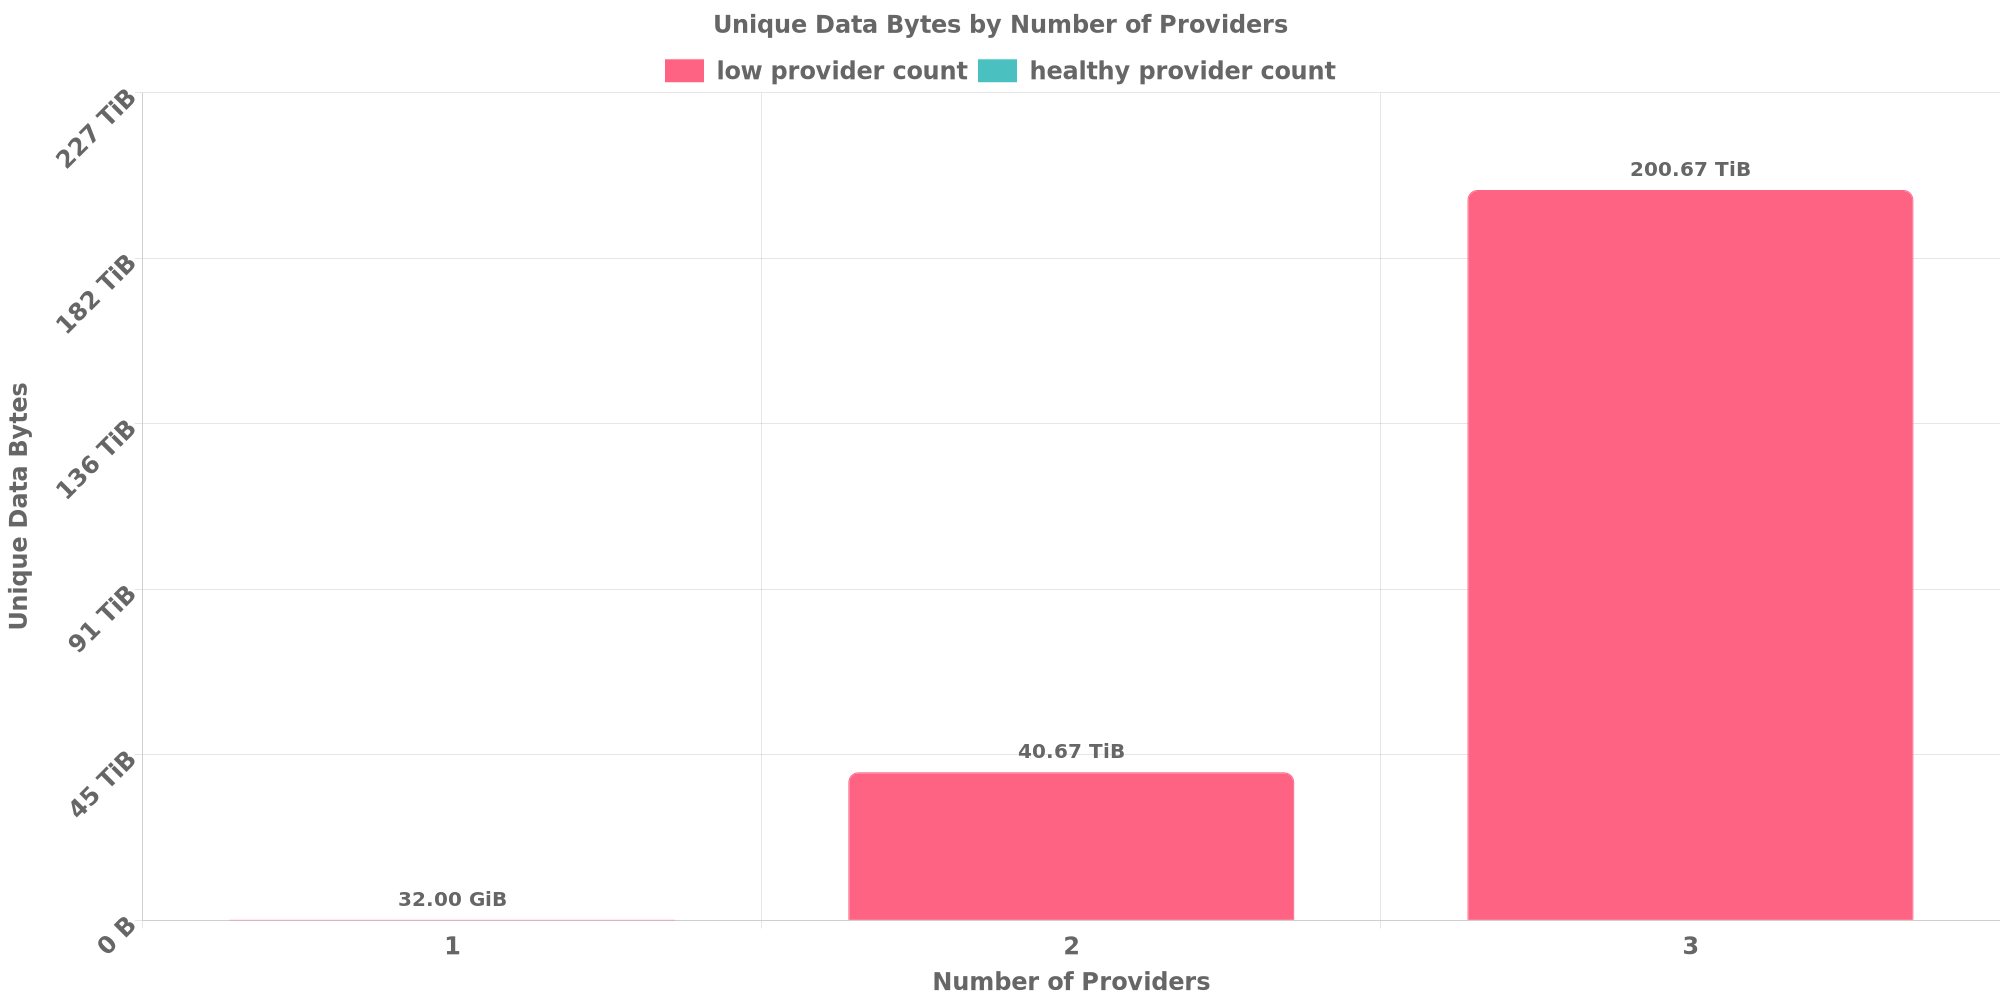 Unique Data Bytes by Number of Providers
low provider count healthy provider count
227 TiB
182 TiB
136 TiB
91 TiB
45 TiB
0 B
Unique Data Bytes
32.00 GiB
40.67 TiB
200.67 TiB
1 2 3
Number of Providers